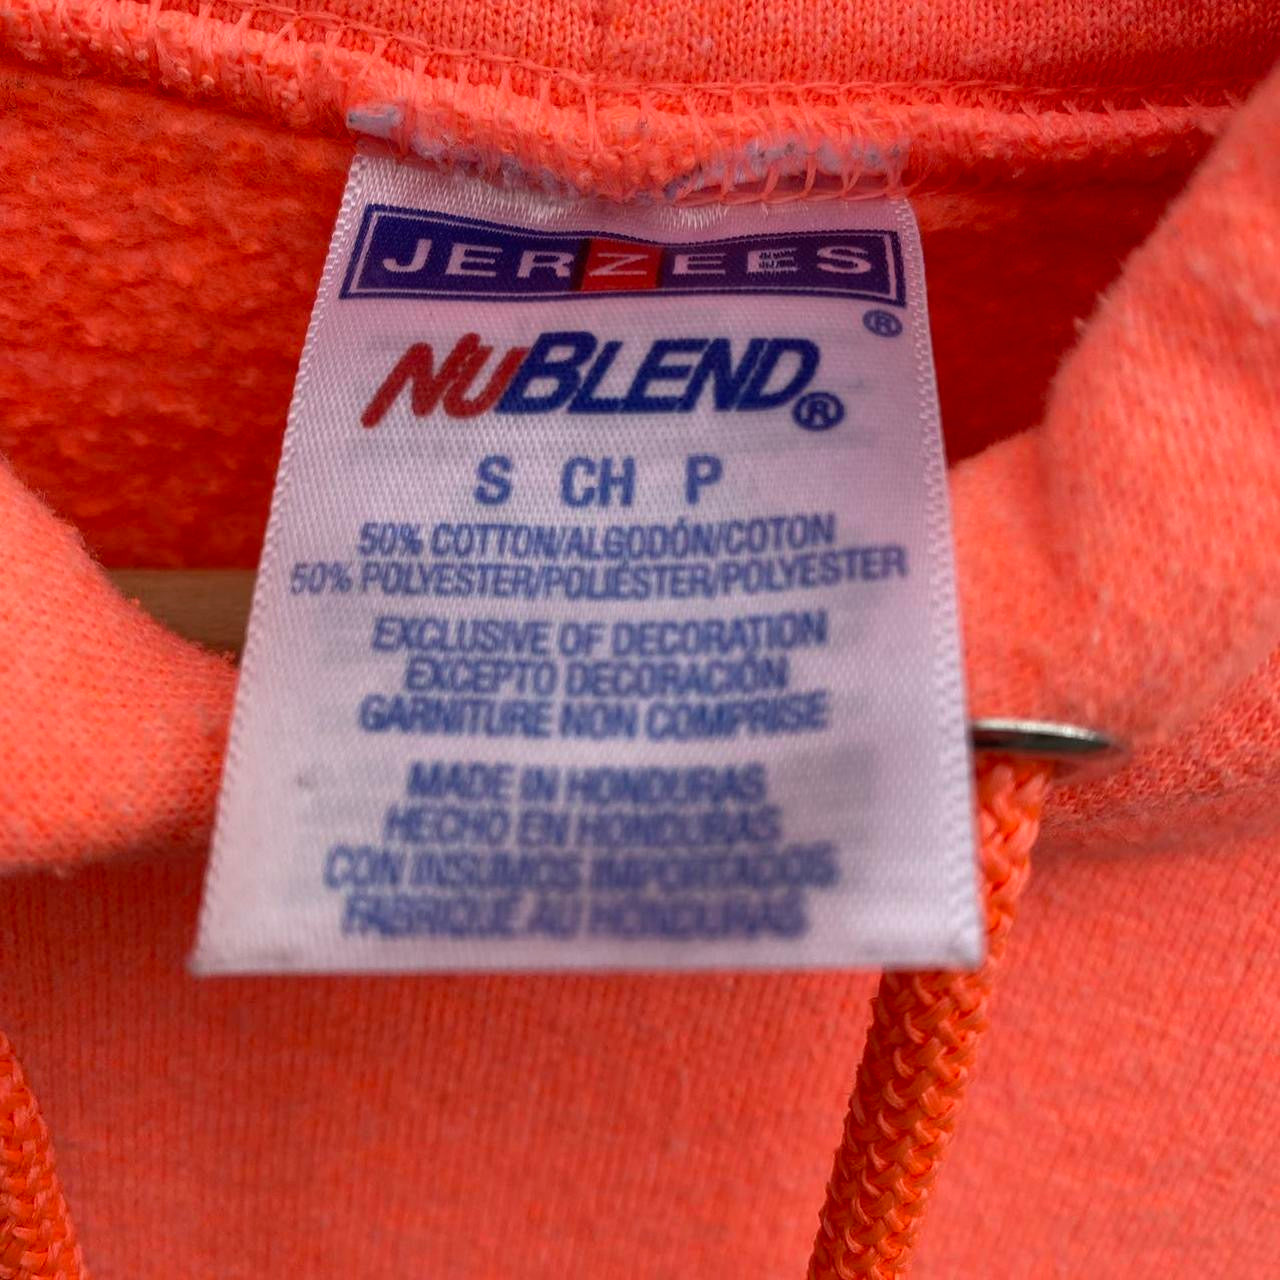 JERZEES
®
NUBLEND®
S CH P
50% COTTON/ALGODÓN/COTON
50% POLYESTER/POLIÉSTER/POLYESTER
EXCLUSIVE OF DECORATION
EXCEPTO DECORACIÓN
GARNITURE NON COMPRISE
MADE IN HONDURAS
HECHO EN HONDURAS
CON INSUMOS IMPORTADOS
FABRIQUE AU HONDURAS